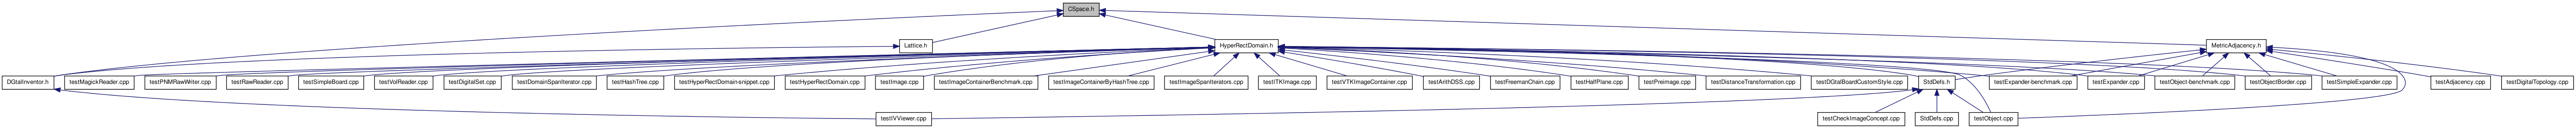 CSpace.h
Lattice.h
HyperRectDomain.h
MetricAdjacency.h
DGtalInventor.h
testMagickReader.cpp
testPNMRawWriter.cpp
testRawReader.cpp
testSimpleBoard.cpp
testVolReader.cpp
testDigitalSet.cpp
testDomainSpanIterator.cpp
testHashTree.cpp
testHyperRectDomain-snippet.cpp
testHyperRectDomain.cpp
testImage.cpp
testImageContainerBenchmark.cpp
testImageContainerByHashTree.cpp
testImageSpanIterators.cpp
testITKImage.cpp
testVTKImageContainer.cpp
testArithDSS.cpp
testFreemanChain.cpp
testHalfPlane.cpp
testPreimage.cpp
testDistanceTransformation.cpp
testDGtalBoardCustomStyle.cpp
StdDefs.h
testExpander-benchmark.cpp
testExpander.cpp
testObject-benchmark.cpp
testObjectBorder.cpp
testSimpleExpander.cpp
testAdjacency.cpp
testDigitalTopology.cpp
testIVViewer.cpp
testCheckImageConcept.cpp
StdDefs.cpp
testObject.cpp